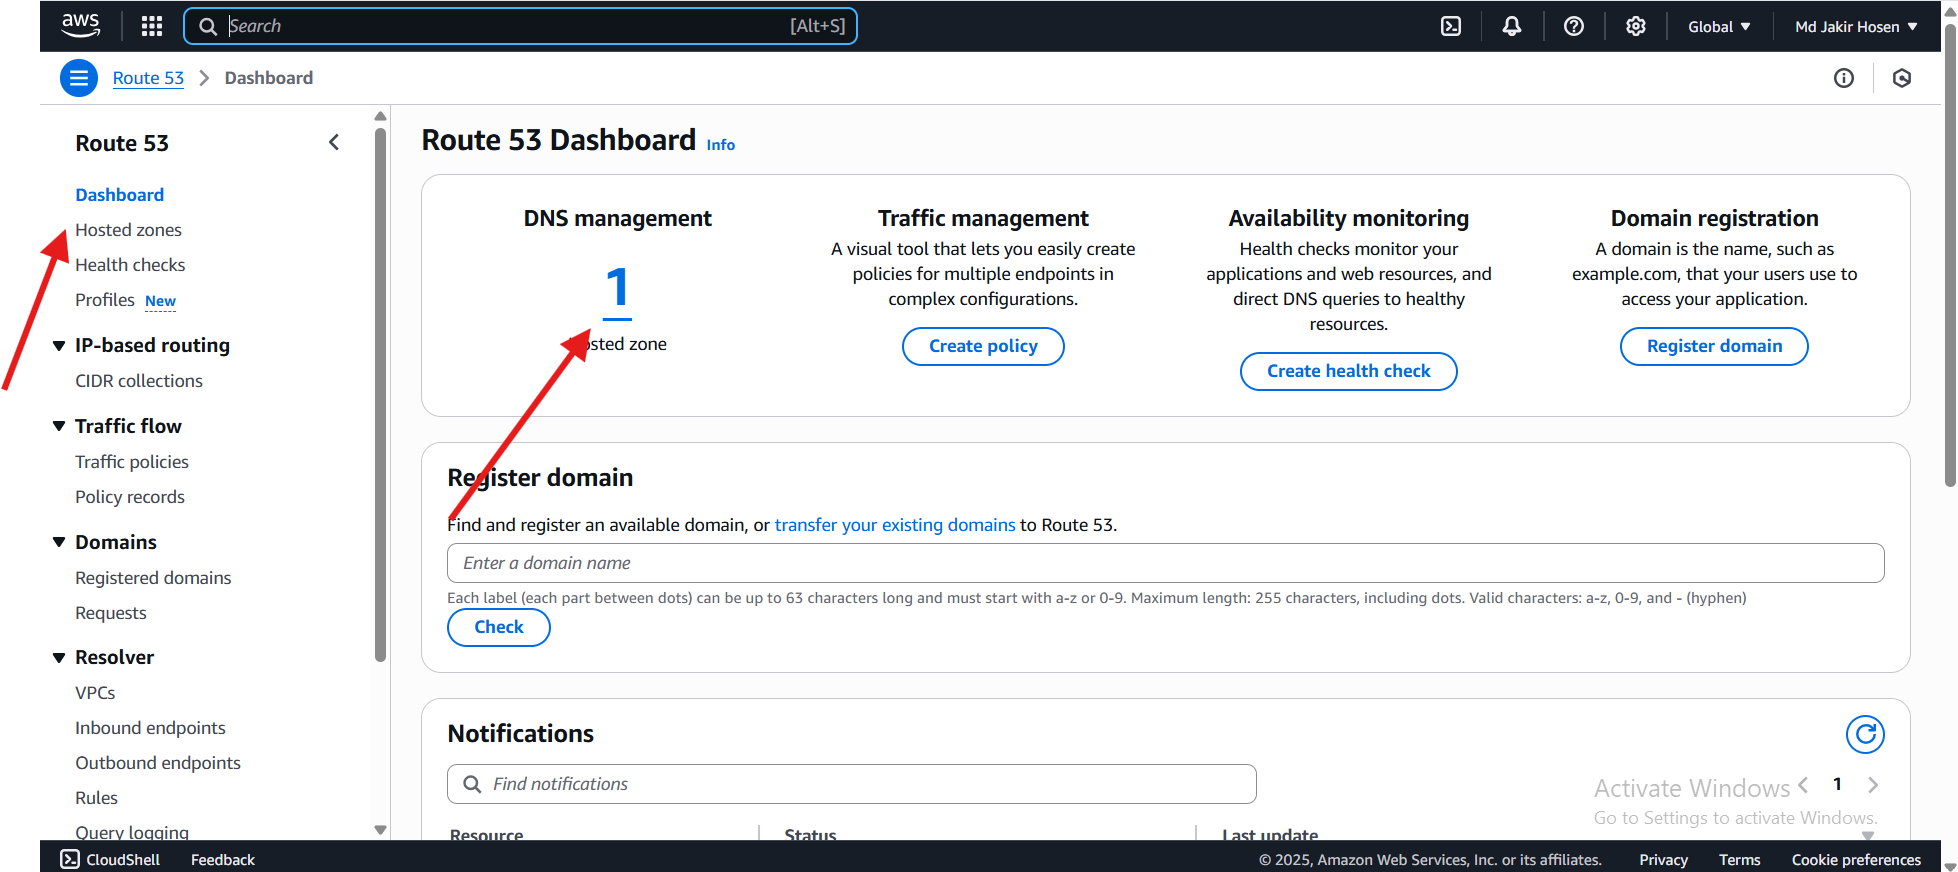 aws
Search [Alt+S]
Global
Md Jakir Hosen
Route 53 > Dashboard
Route 53
Dashboard
Hosted zones
Health checks
Profiles New
IP-based routing
CIDR collections
Traffic flow
Traffic policies
Policy records
Domains
Registered domains
Requests
Resolver
VPCs
Inbound endpoints
Outbound endpoints
Rules
Query logging
Route 53 Dashboard Info
DNS management
1
osted zone
Traffic management
A visual tool that lets you easily create
policies for multiple endpoints in
complex configurations.
Create policy
Availability monitoring
Health checks monitor your
applications and web resources, and
direct DNS queries to healthy
resources.
Create health check
Domain registration
A domain is the name, such as
example.com, that your users use to
access your application.
Register domain
Register domain
Find and register an available domain, or transfer your existing domains to Route 53.
Enter a domain name
Each label (each part between dots) can be up to 63 characters long and must start with a-z or 0-9. Maximum length: 255 characters, including dots. Valid characters: a-z, 0-9, and - (hyphen)
Check
Notifications
Find notifications
1
Resource Status Last update
Activate Windows
Go to Settings to activate Windows.
CloudShell Feedback © 2025, Amazon Web Services, Inc. or its affiliates. Privacy Terms Cookie preferences